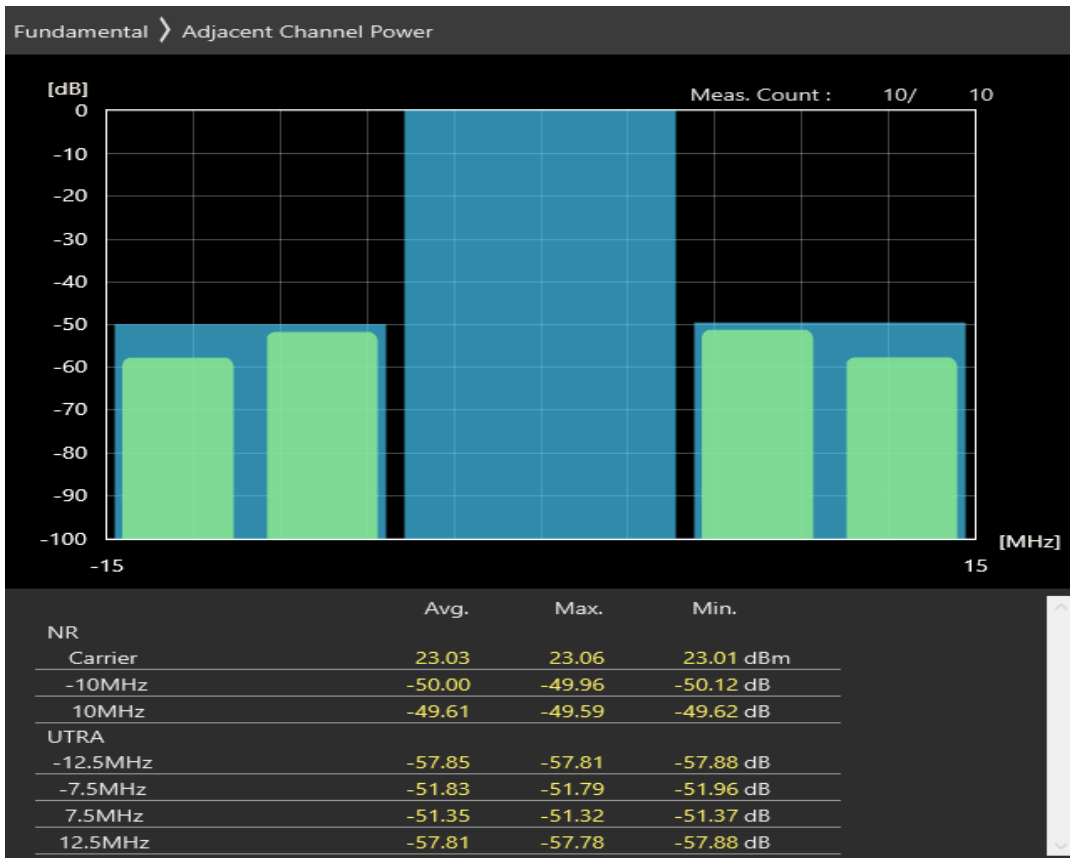 Fundamental 〉 Adjacent Channel Power
[dB]
Meas. Count : 10/ 10
0
-10
-20
-30
-40
-50
-60
-70
-80
-90
-100
[MHz]
-15 15
Avg. Max. Min.
NR
Carrier 23.03 23.06 23.01 dBm
-10MHz -50.00 -49.96 -50.12 dB
10MHz -49.61 -49.59 -49.62 dB
UTRA
-12.5MHz -57.85 -57.81 -57.88 dB
-7.5MHz -51.83 -51.79 -51.96 dB
7.5MHz -51.35 -51.32 -51.37 dB
12.5MHz -57.81 -57.78 -57.88 dB